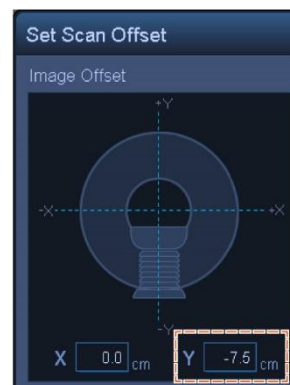 Set Scan Offset
Image Offset
+Y
-X +X
-Y
X 0.0 cm Y -7.5 cm